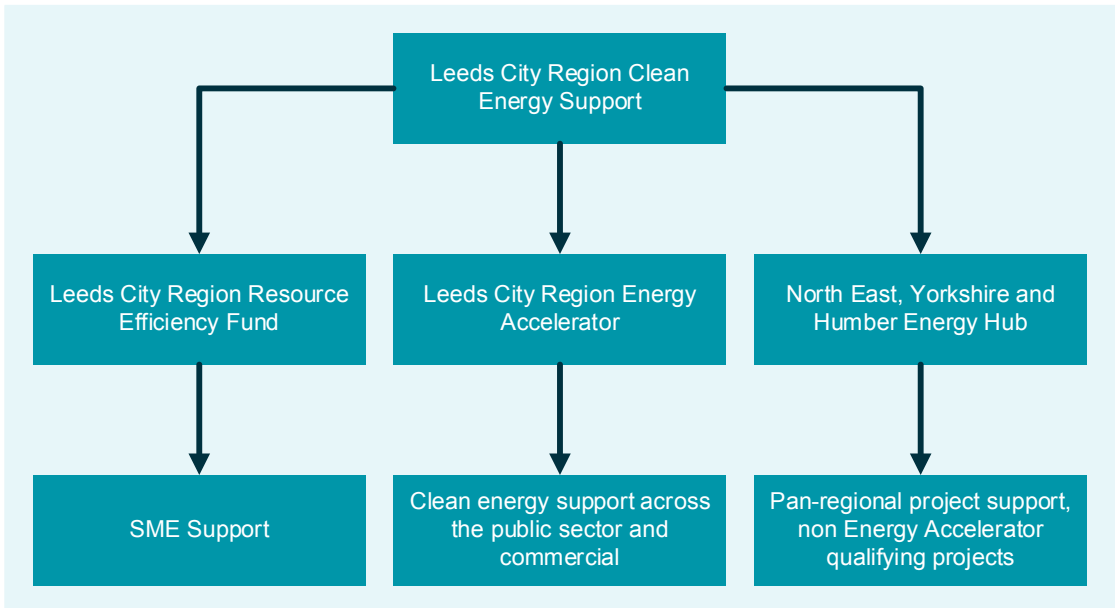 Leeds City Region Clean
Energy Support
Leeds City Region Resource
Efficiency Fund
Leeds City Region Energy
Accelerator
North East, Yorkshire and
Humber Energy Hub
SME Support
Clean energy support across
the public sector and
commercial
Pan-regional project support,
non Energy Accelerator
qualifying projects